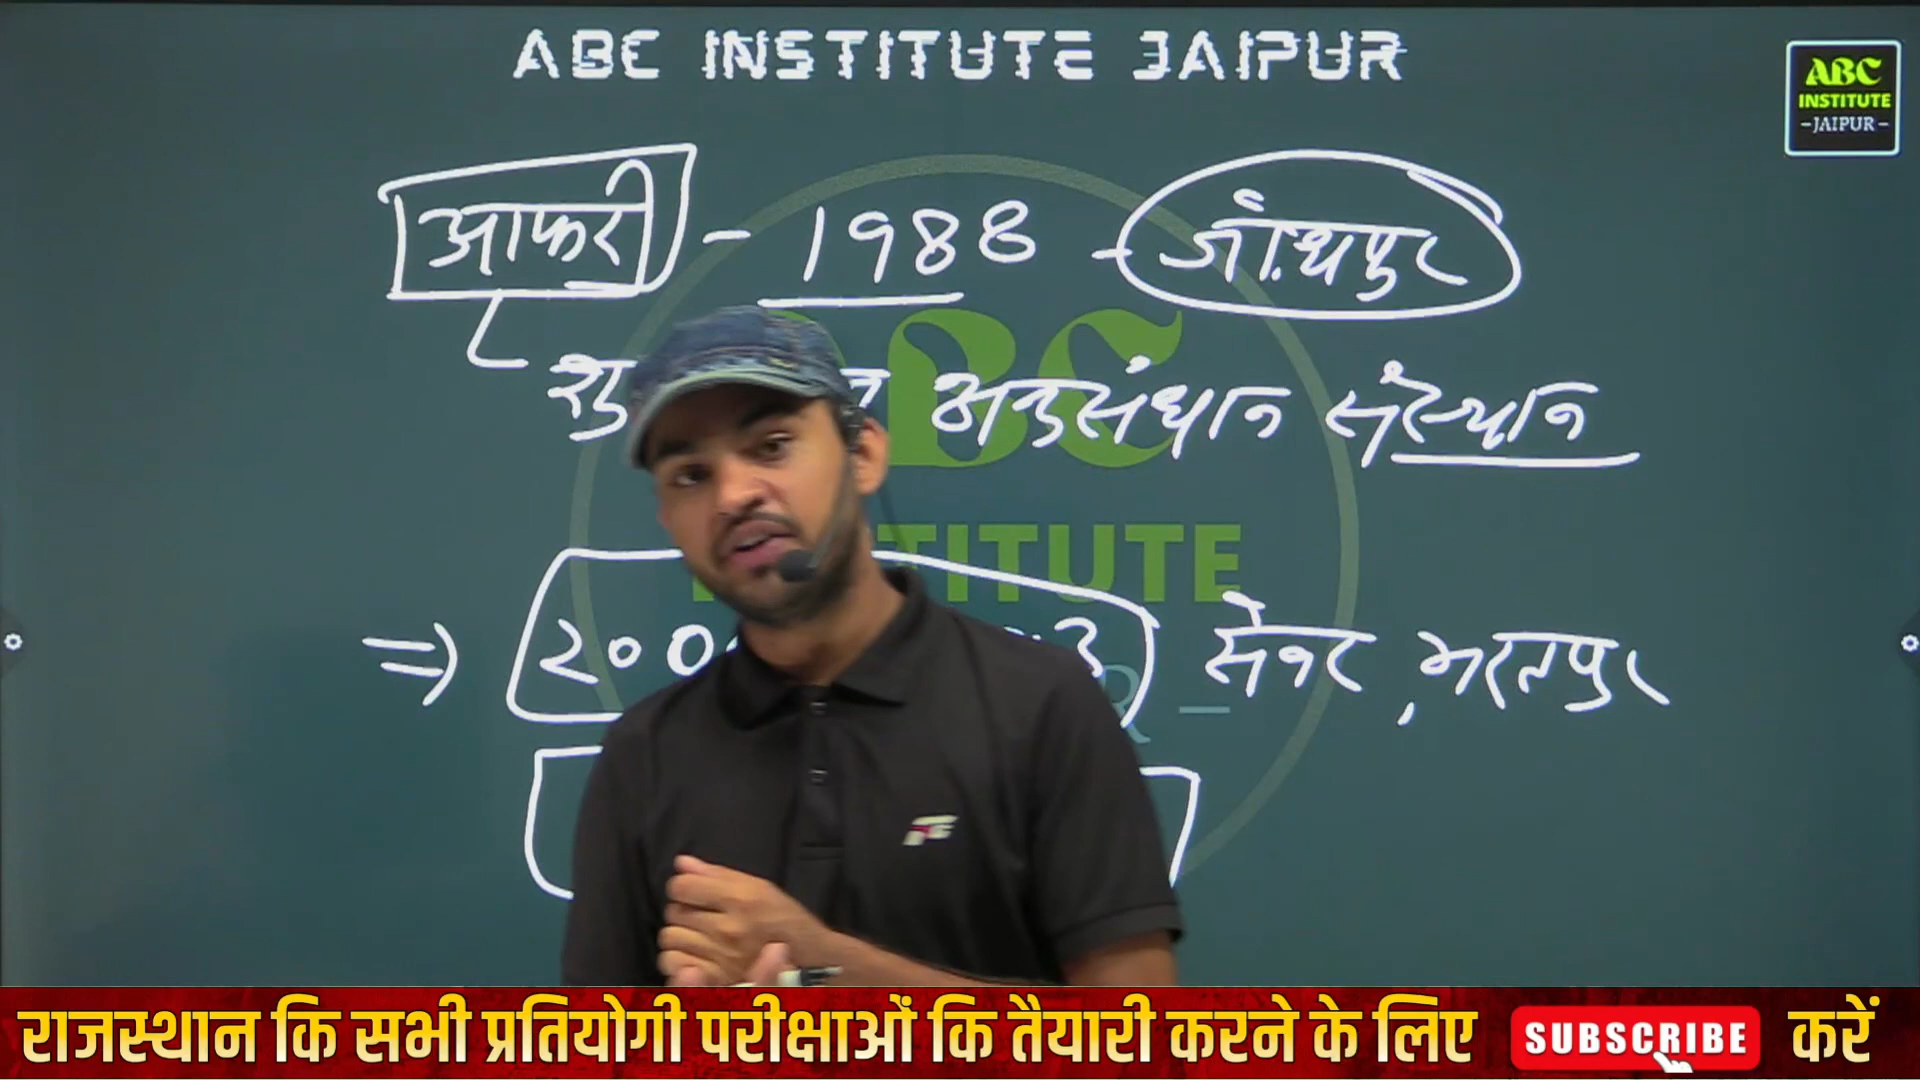 ABC INSTITUTE JAIPUR
ABC
INSTITUTE
-JAIPUR-
आफरी - 1988 - जोधपुर
अनुसंधान संस्थान
सेवर, भरतपुर
राजस्थान कि सभी प्रतियोगी परीक्षाओं कि तैयारी करने के लिए SUBSCRIBE करें